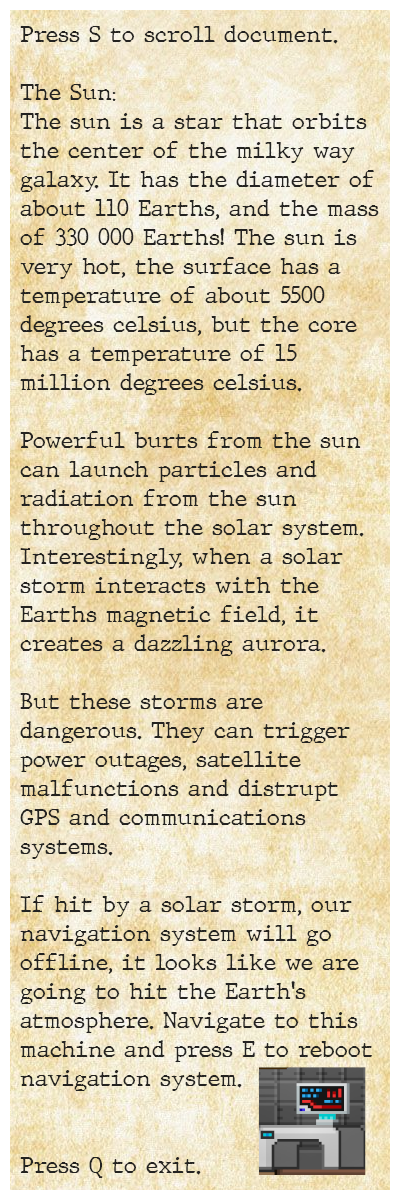 Press S to scroll document.
The Sun:
The sun is a star that orbits
the center of the milky way
galaxy. It has the diameter of
about 110 Earths, and the mass
of 330 000 Earths! The sun is
very hot, the surface has a
temperature of about 5500
degrees celsius, but the core
has a temperature of 15
million degrees celsius.
Powerful burts from the sun
can launch particles and
radiation from the sun
throughout the solar system.
Interestingly, when a solar
storm interacts with the
Earths magnetic field, it
creates a dazzling aurora.
But these storms are
dangerous. They can trigger
power outages, satellite
malfunctions and distrupt
GPS and communications
systems.
If hit by a solar storm, our
navigation system will go
offline, it looks like we are
going to hit the Earth's
atmosphere. Navigate to this
machine and press E to reboot
navigation system.
Press Q to exit.